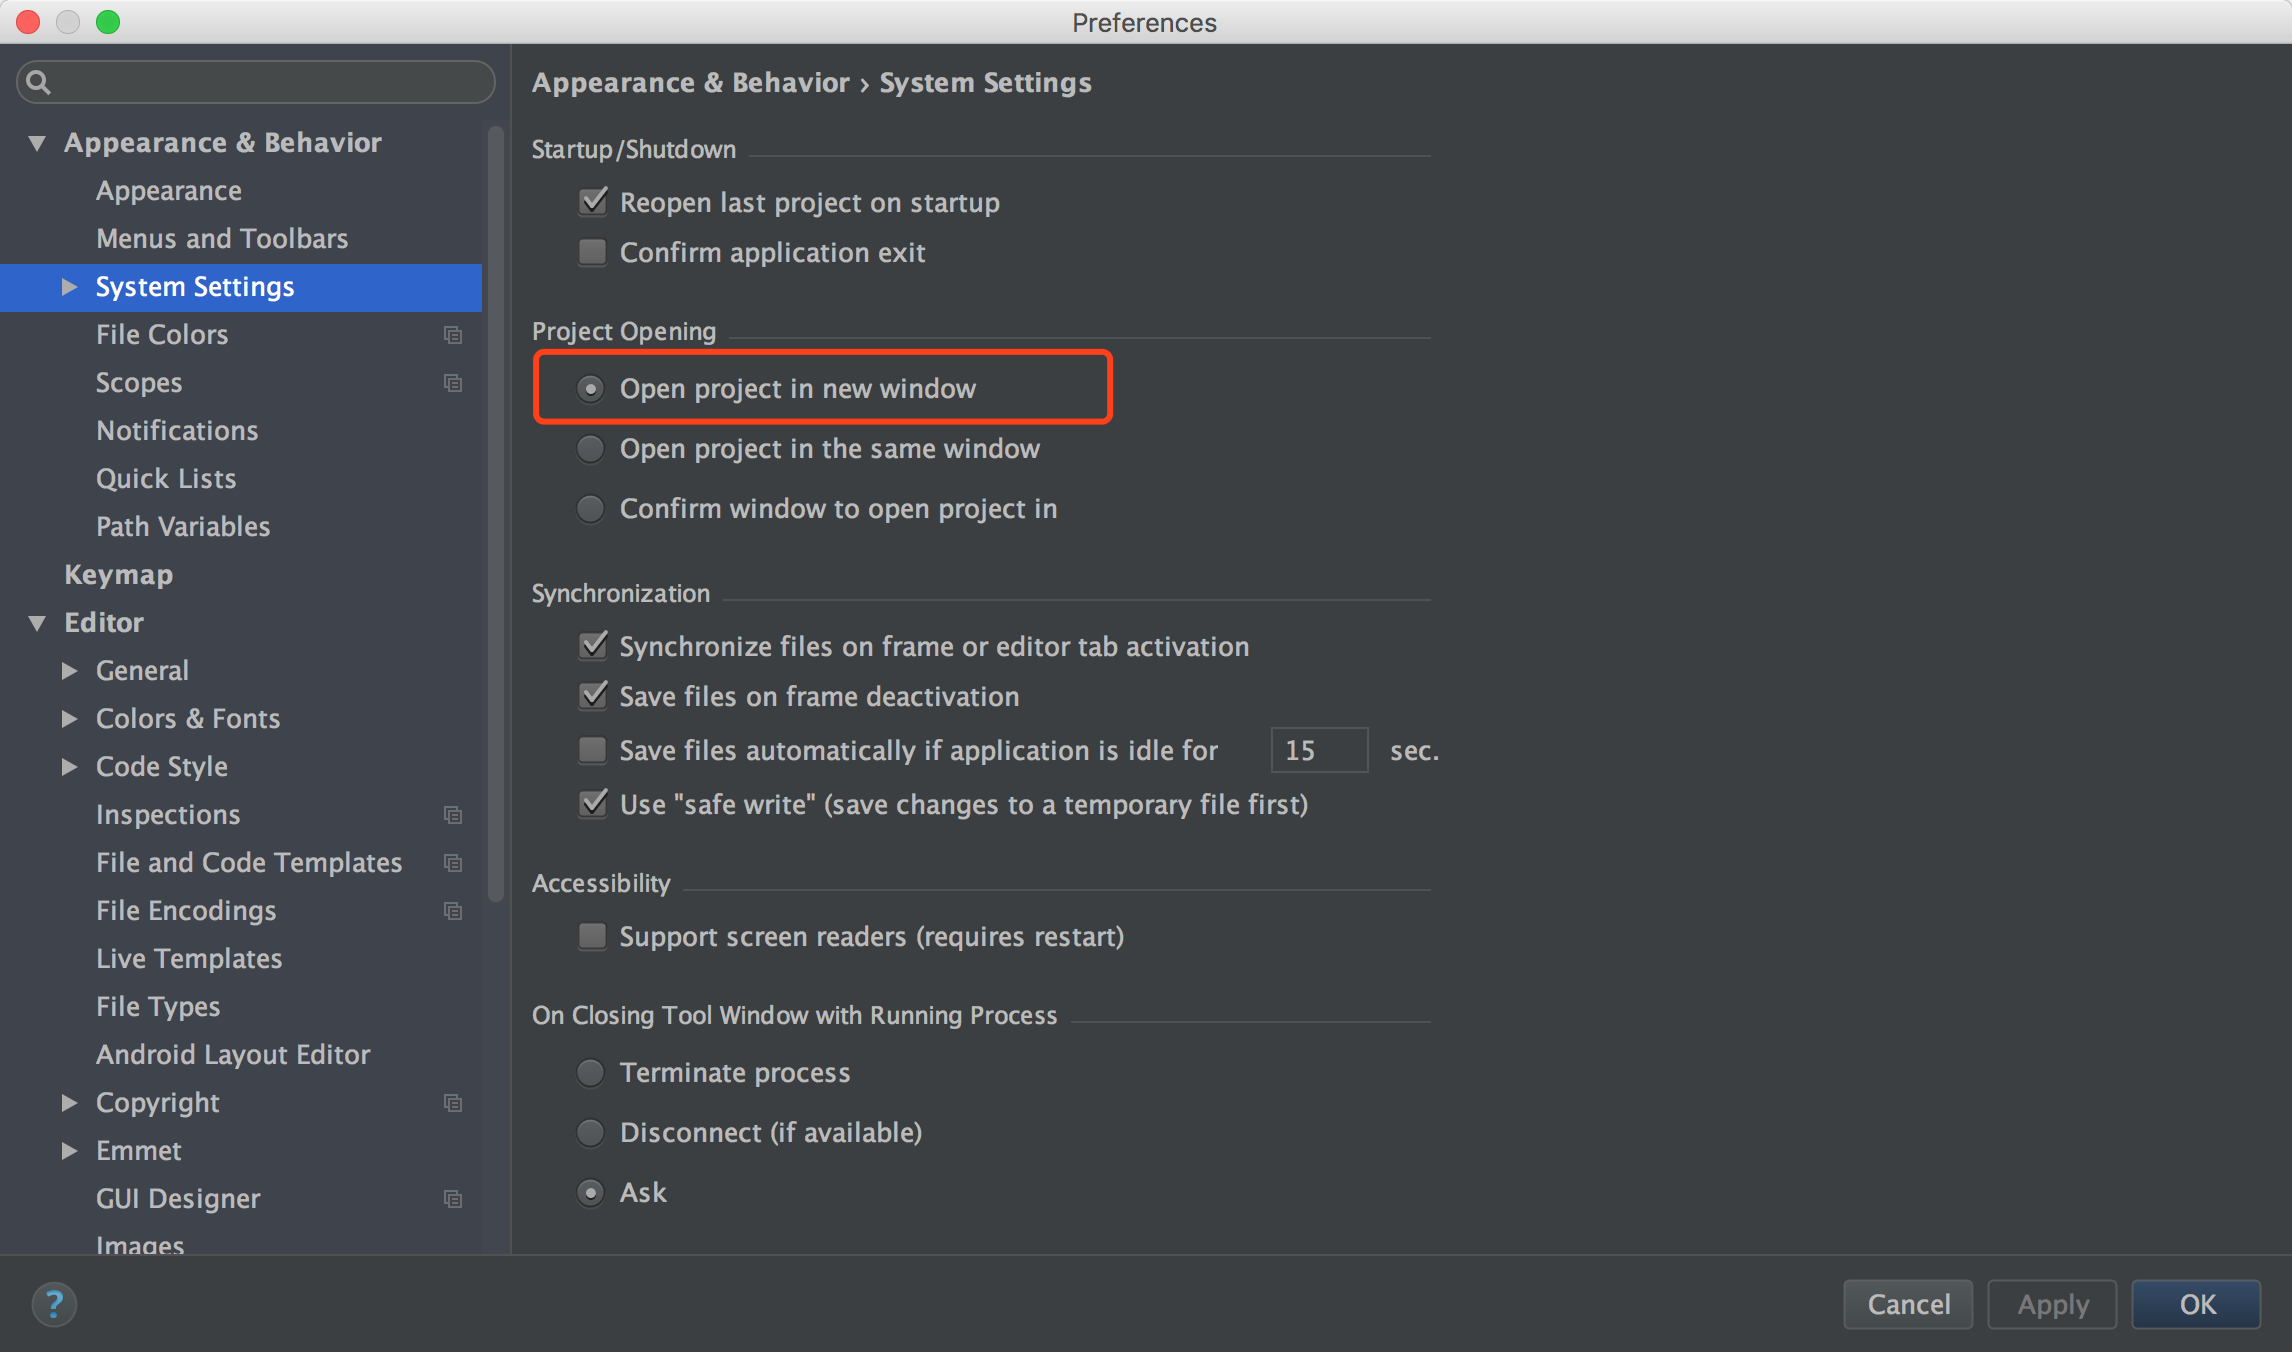 Preferences
Appearance & Behavior
Appearance
Menus and Toolbars
System Settings
File Colors
Scopes
Notifications
Quick Lists
Path Variables
Keymap
Editor
General
Colors & Fonts
Code Style
Inspections
File and Code Templates
File Encodings
Live Templates
File Types
Android Layout Editor
Copyright
Emmet
GUI Designer
Images
Appearance & Behavior › System Settings
Startup/Shutdown
Reopen last project on startup
Confirm application exit
Project Opening
Open project in new window
Open project in the same window
Confirm window to open project in
Synchronization
Synchronize files on frame or editor tab activation
Save files on frame deactivation
Save files automatically if application is idle for 15 sec.
Use "safe write" (save changes to a temporary file first)
Accessibility
Support screen readers (requires restart)
On Closing Tool Window with Running Process
Terminate process
Disconnect (if available)
Ask
?
Cancel Apply OK